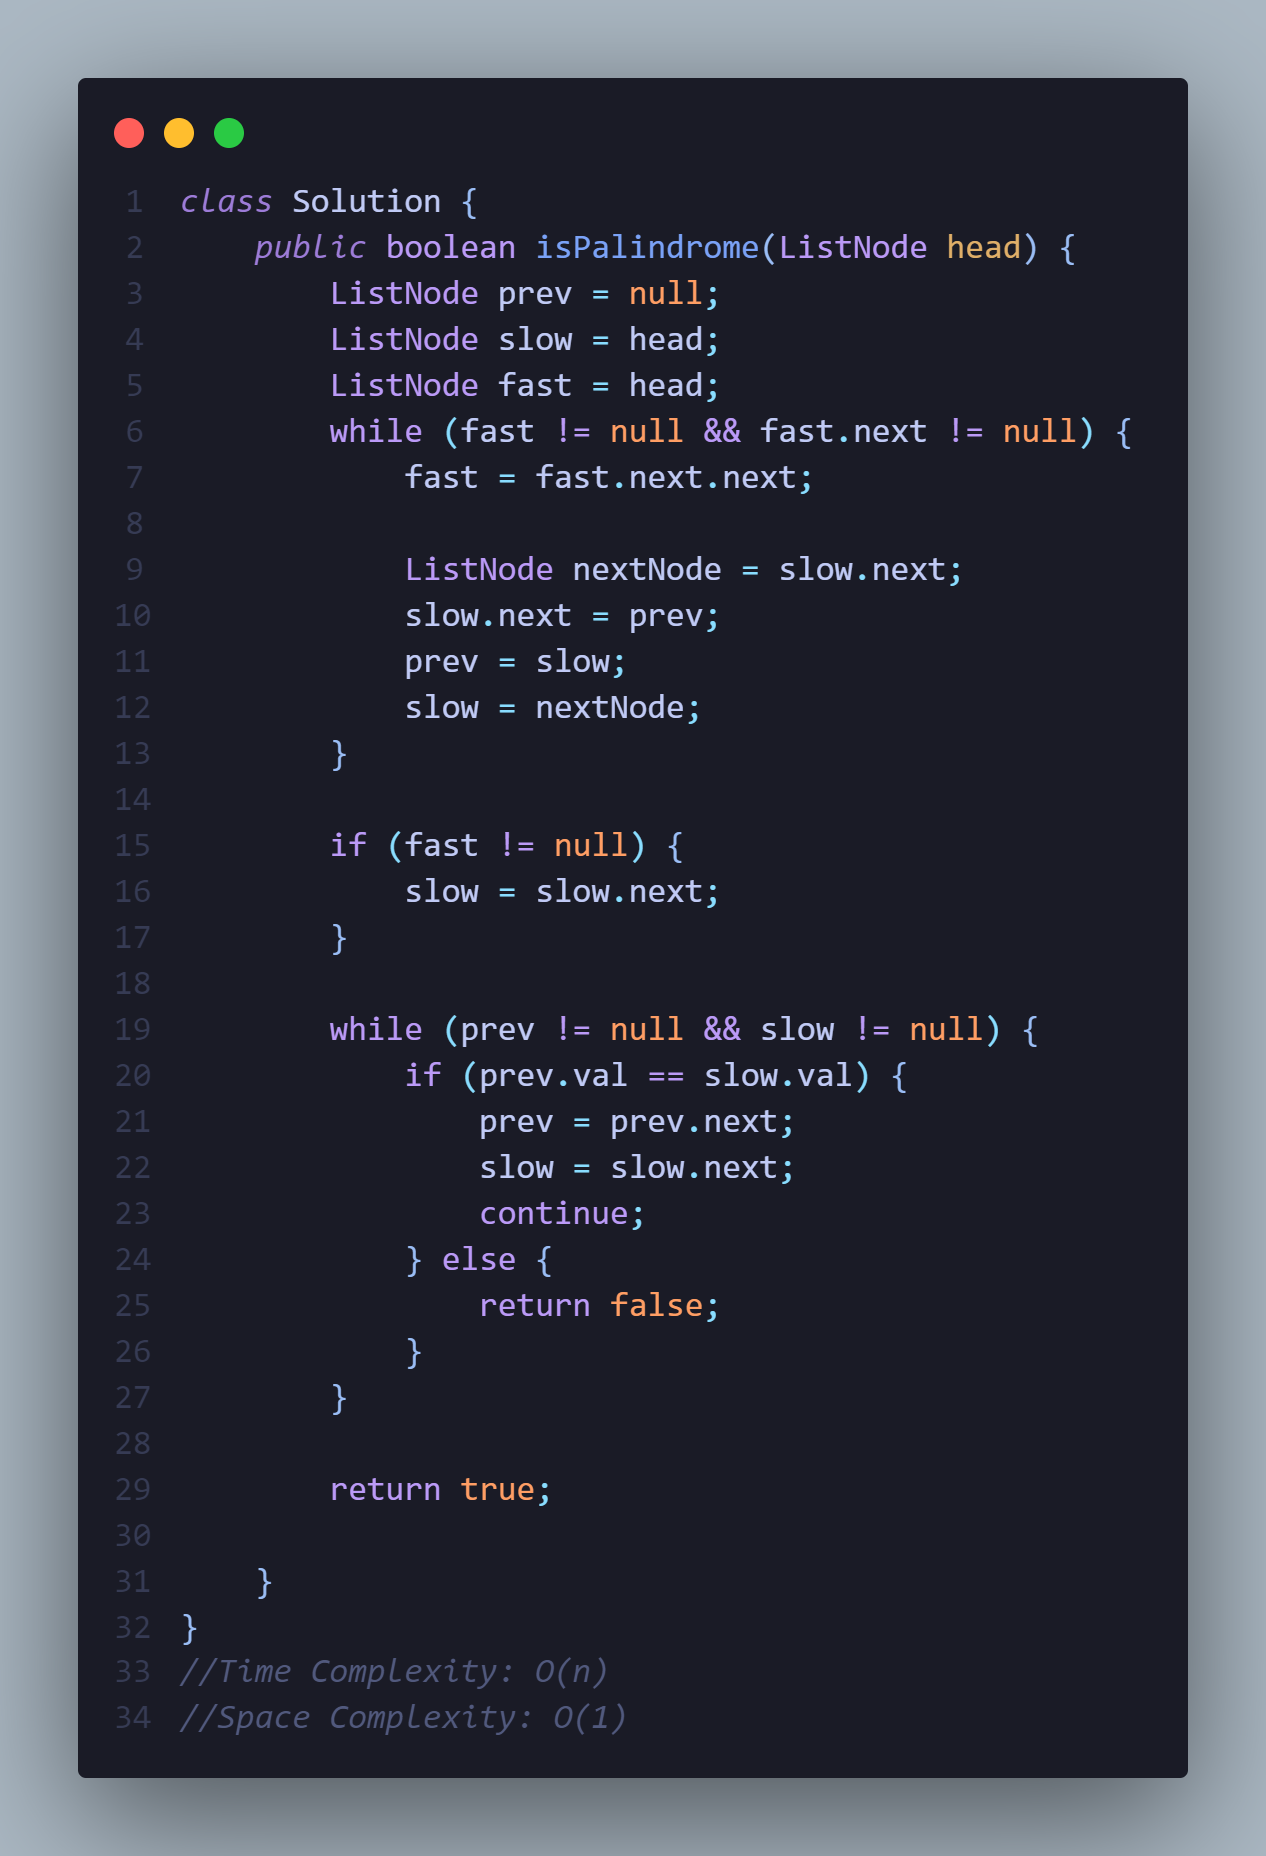 1 class Solution {
2     public boolean isPalindrome(ListNode head) {
3         ListNode prev = null;
4         ListNode slow = head;
5         ListNode fast = head;
6         while (fast != null && fast.next != null) {
7             fast = fast.next.next;
8
9             ListNode nextNode = slow.next;
10             slow.next = prev;
11             prev = slow;
12             slow = nextNode;
13         }
14
15         if (fast != null) {
16             slow = slow.next;
17         }
18
19         while (prev != null && slow != null) {
20             if (prev.val == slow.val) {
21                 prev = prev.next;
22                 slow = slow.next;
23                 continue;
24             } else {
25                 return false;
26             }
27         }
28
29         return true;
30
31     }
32 }
33 //Time Complexity: O(n)
34 //Space Complexity: O(1)